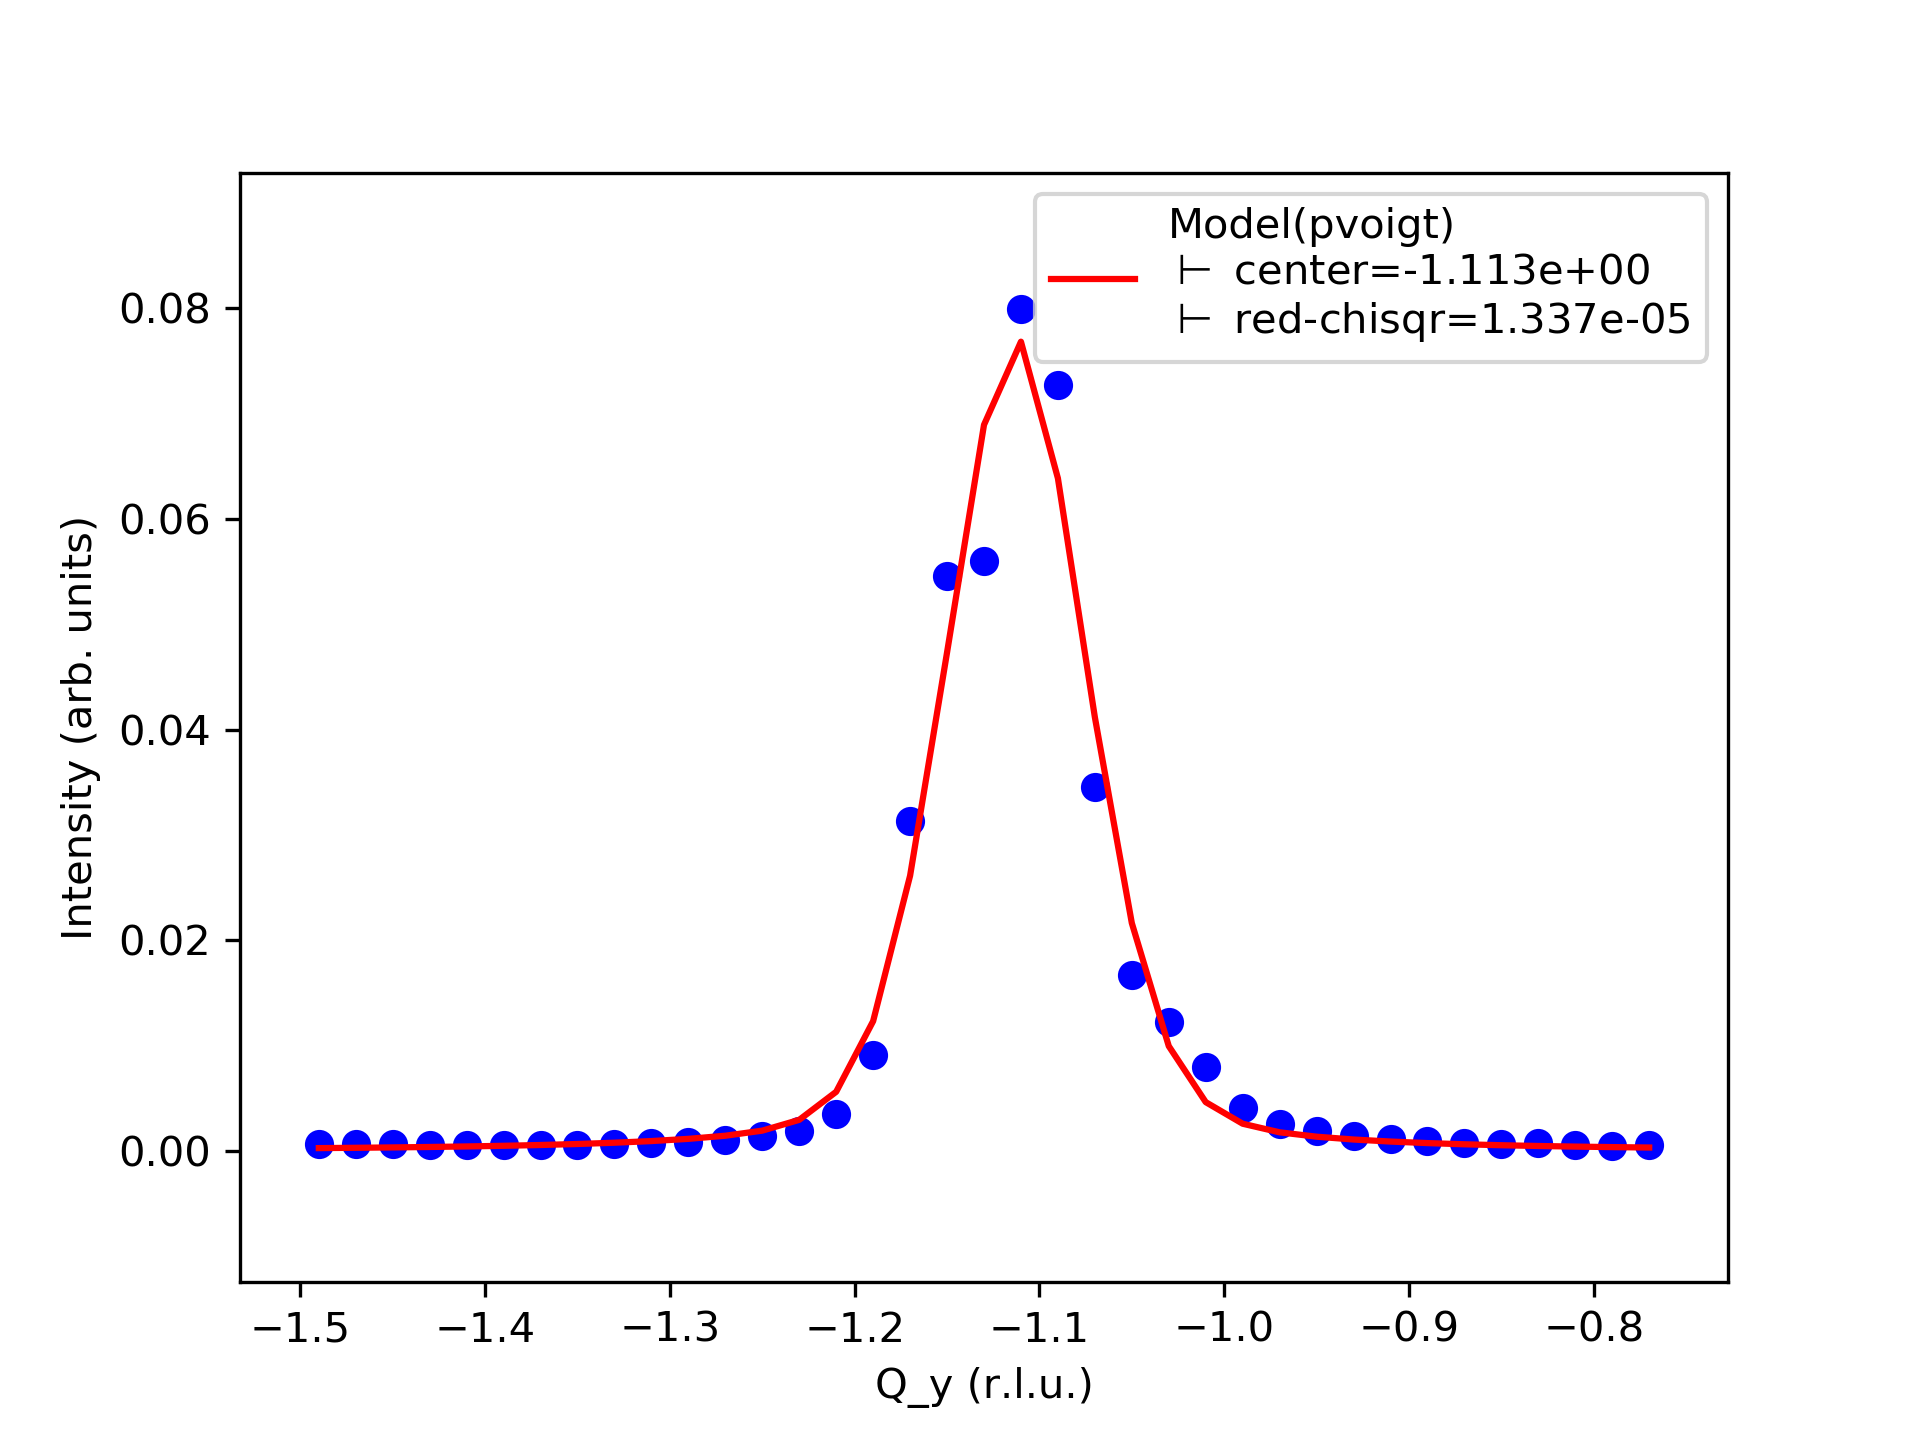 Model(pvoigt)
⊢ center=-1.113e+00
⊢ red-chisqr=1.337e-05
0.08
0.06
0.04
0.02
0.00
Intensity (arb. units)
−1.5 −1.4 −1.3 −1.2 −1.1 −1.0 −0.9 −0.8
Q_y (r.l.u.)